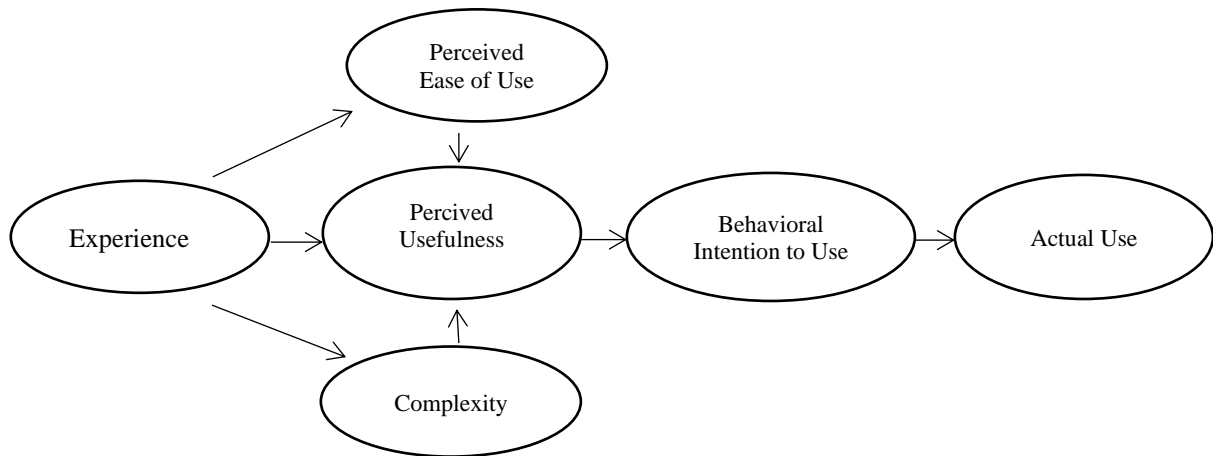 Perceived
Ease of Use
Experience
Percived
Usefulness
Behavioral
Intention to Use
Actual Use
Complexity